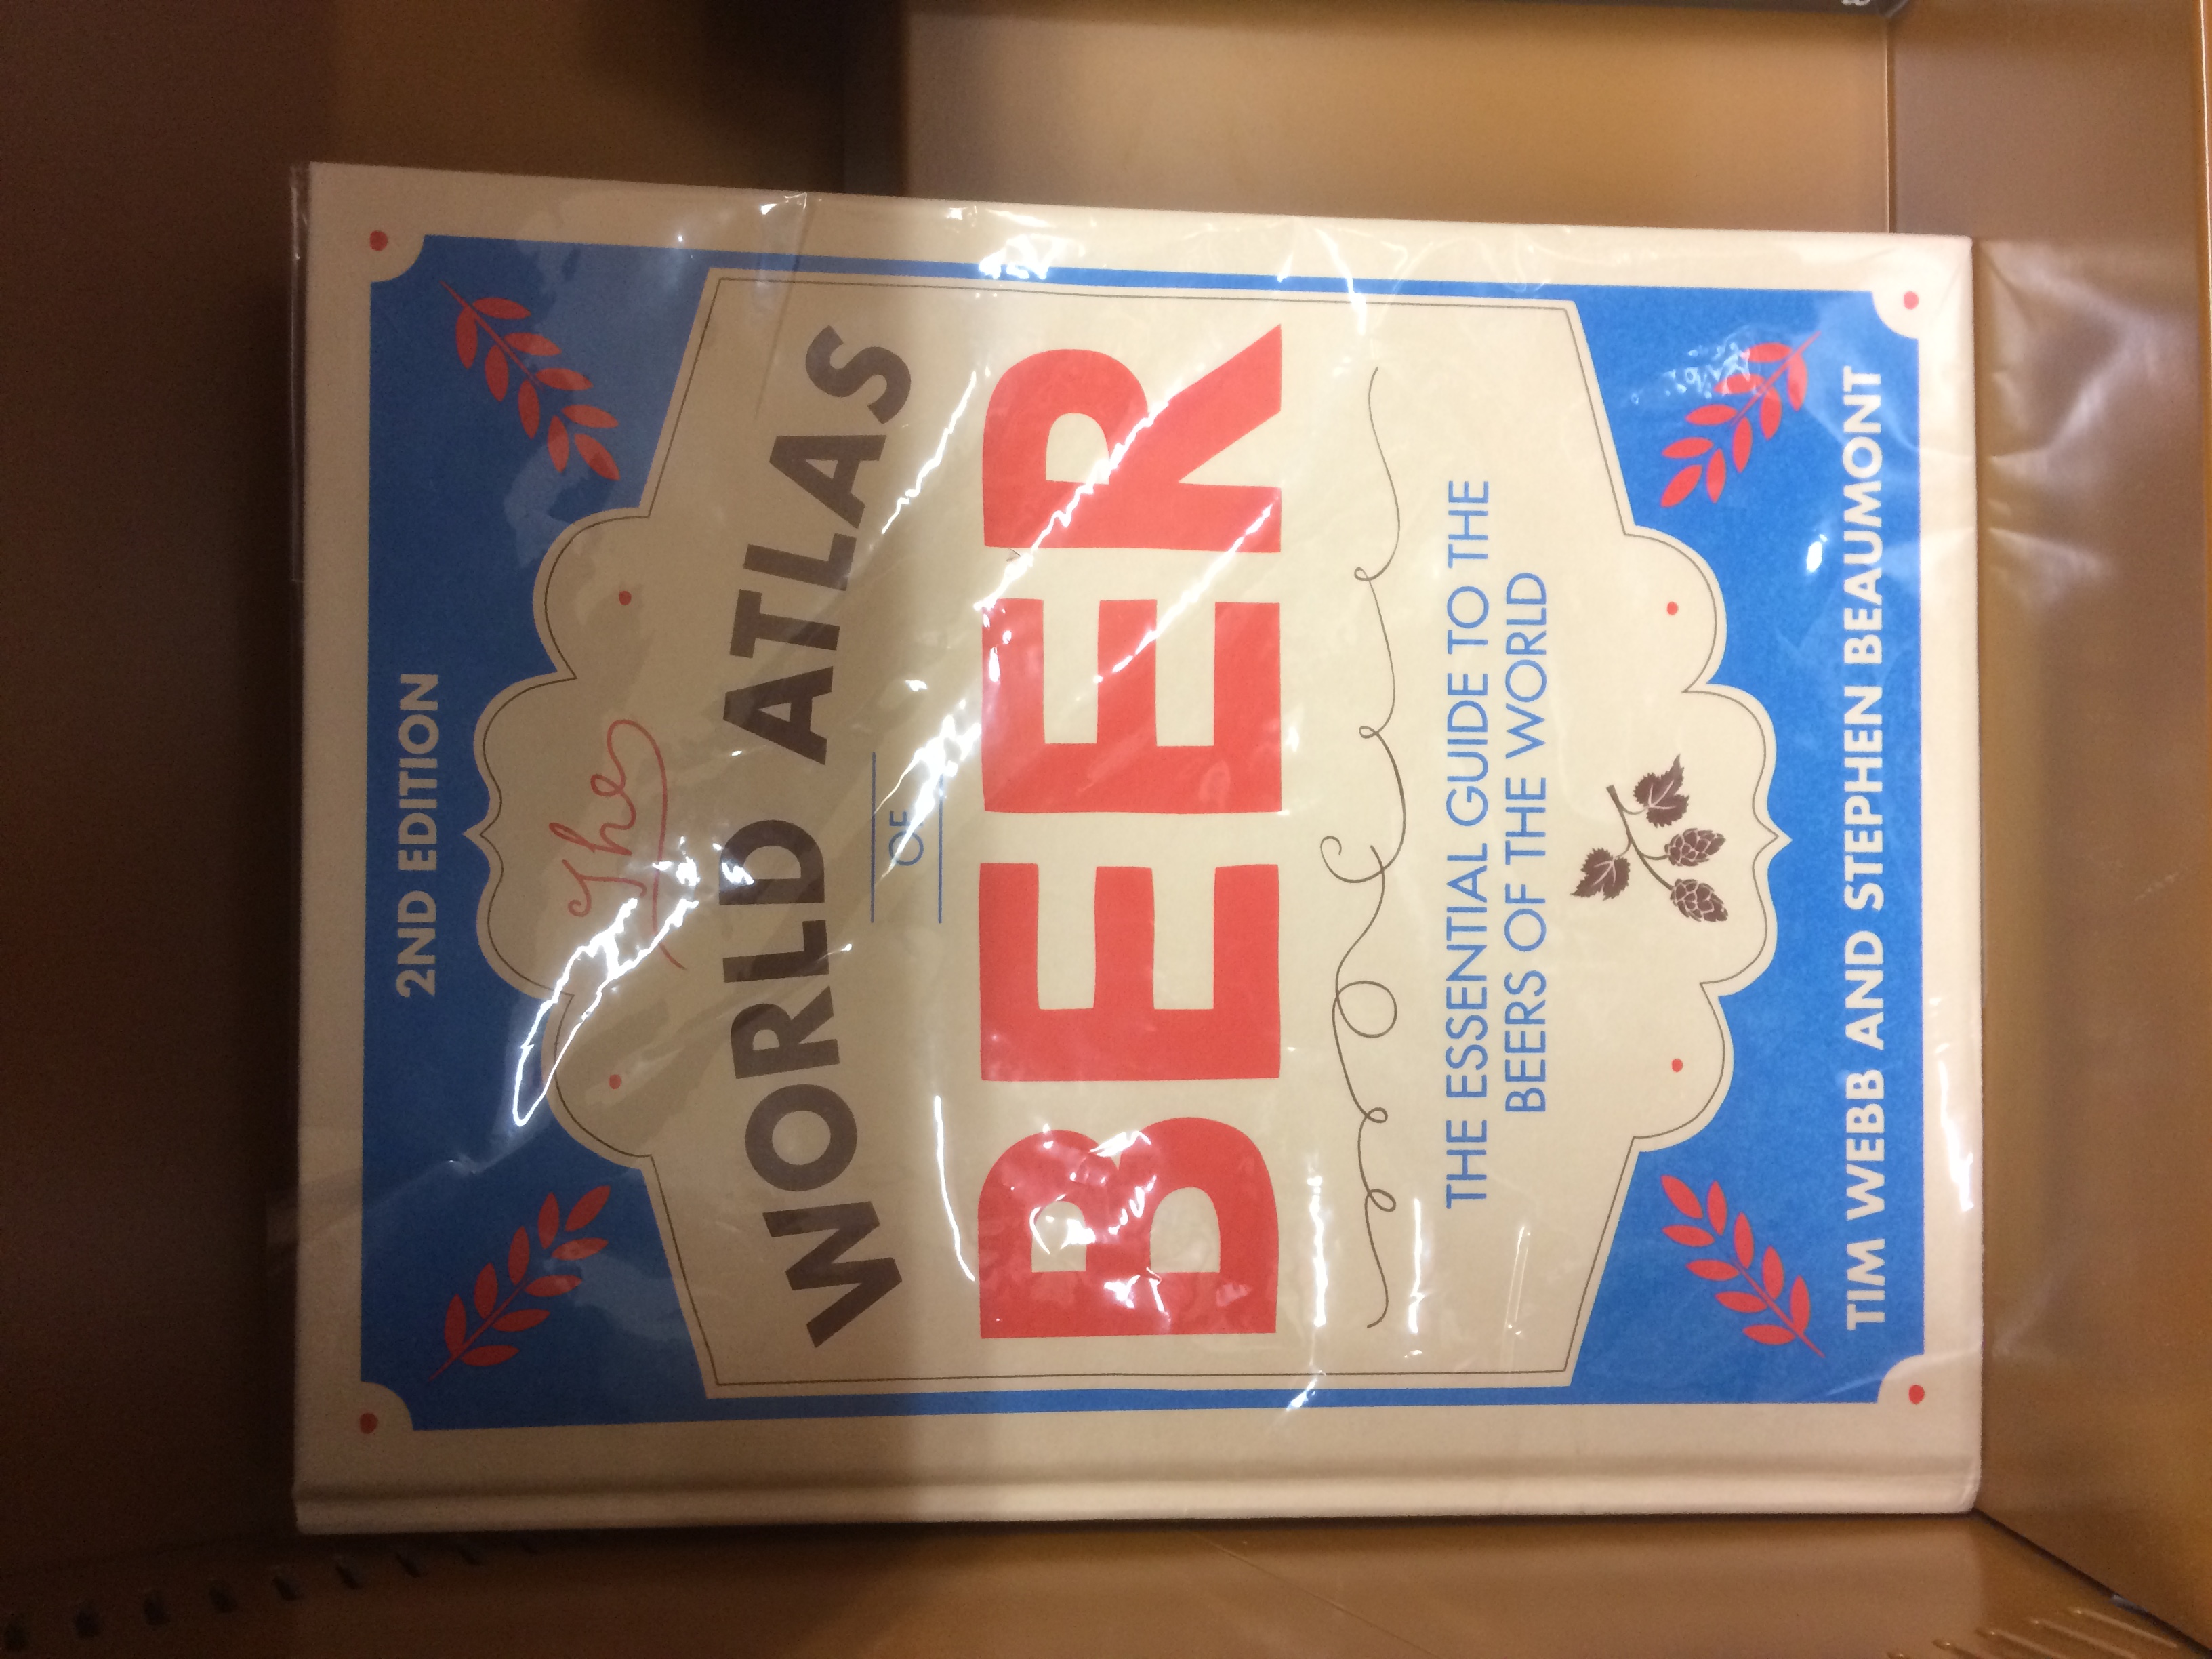 2ND EDITION
The
WORLD ATLAS
OF
BEER
THE ESSENTIAL GUIDE TO THE
BEERS OF THE WORLD
TIM WEBB AND STEPHEN BEAUMONT